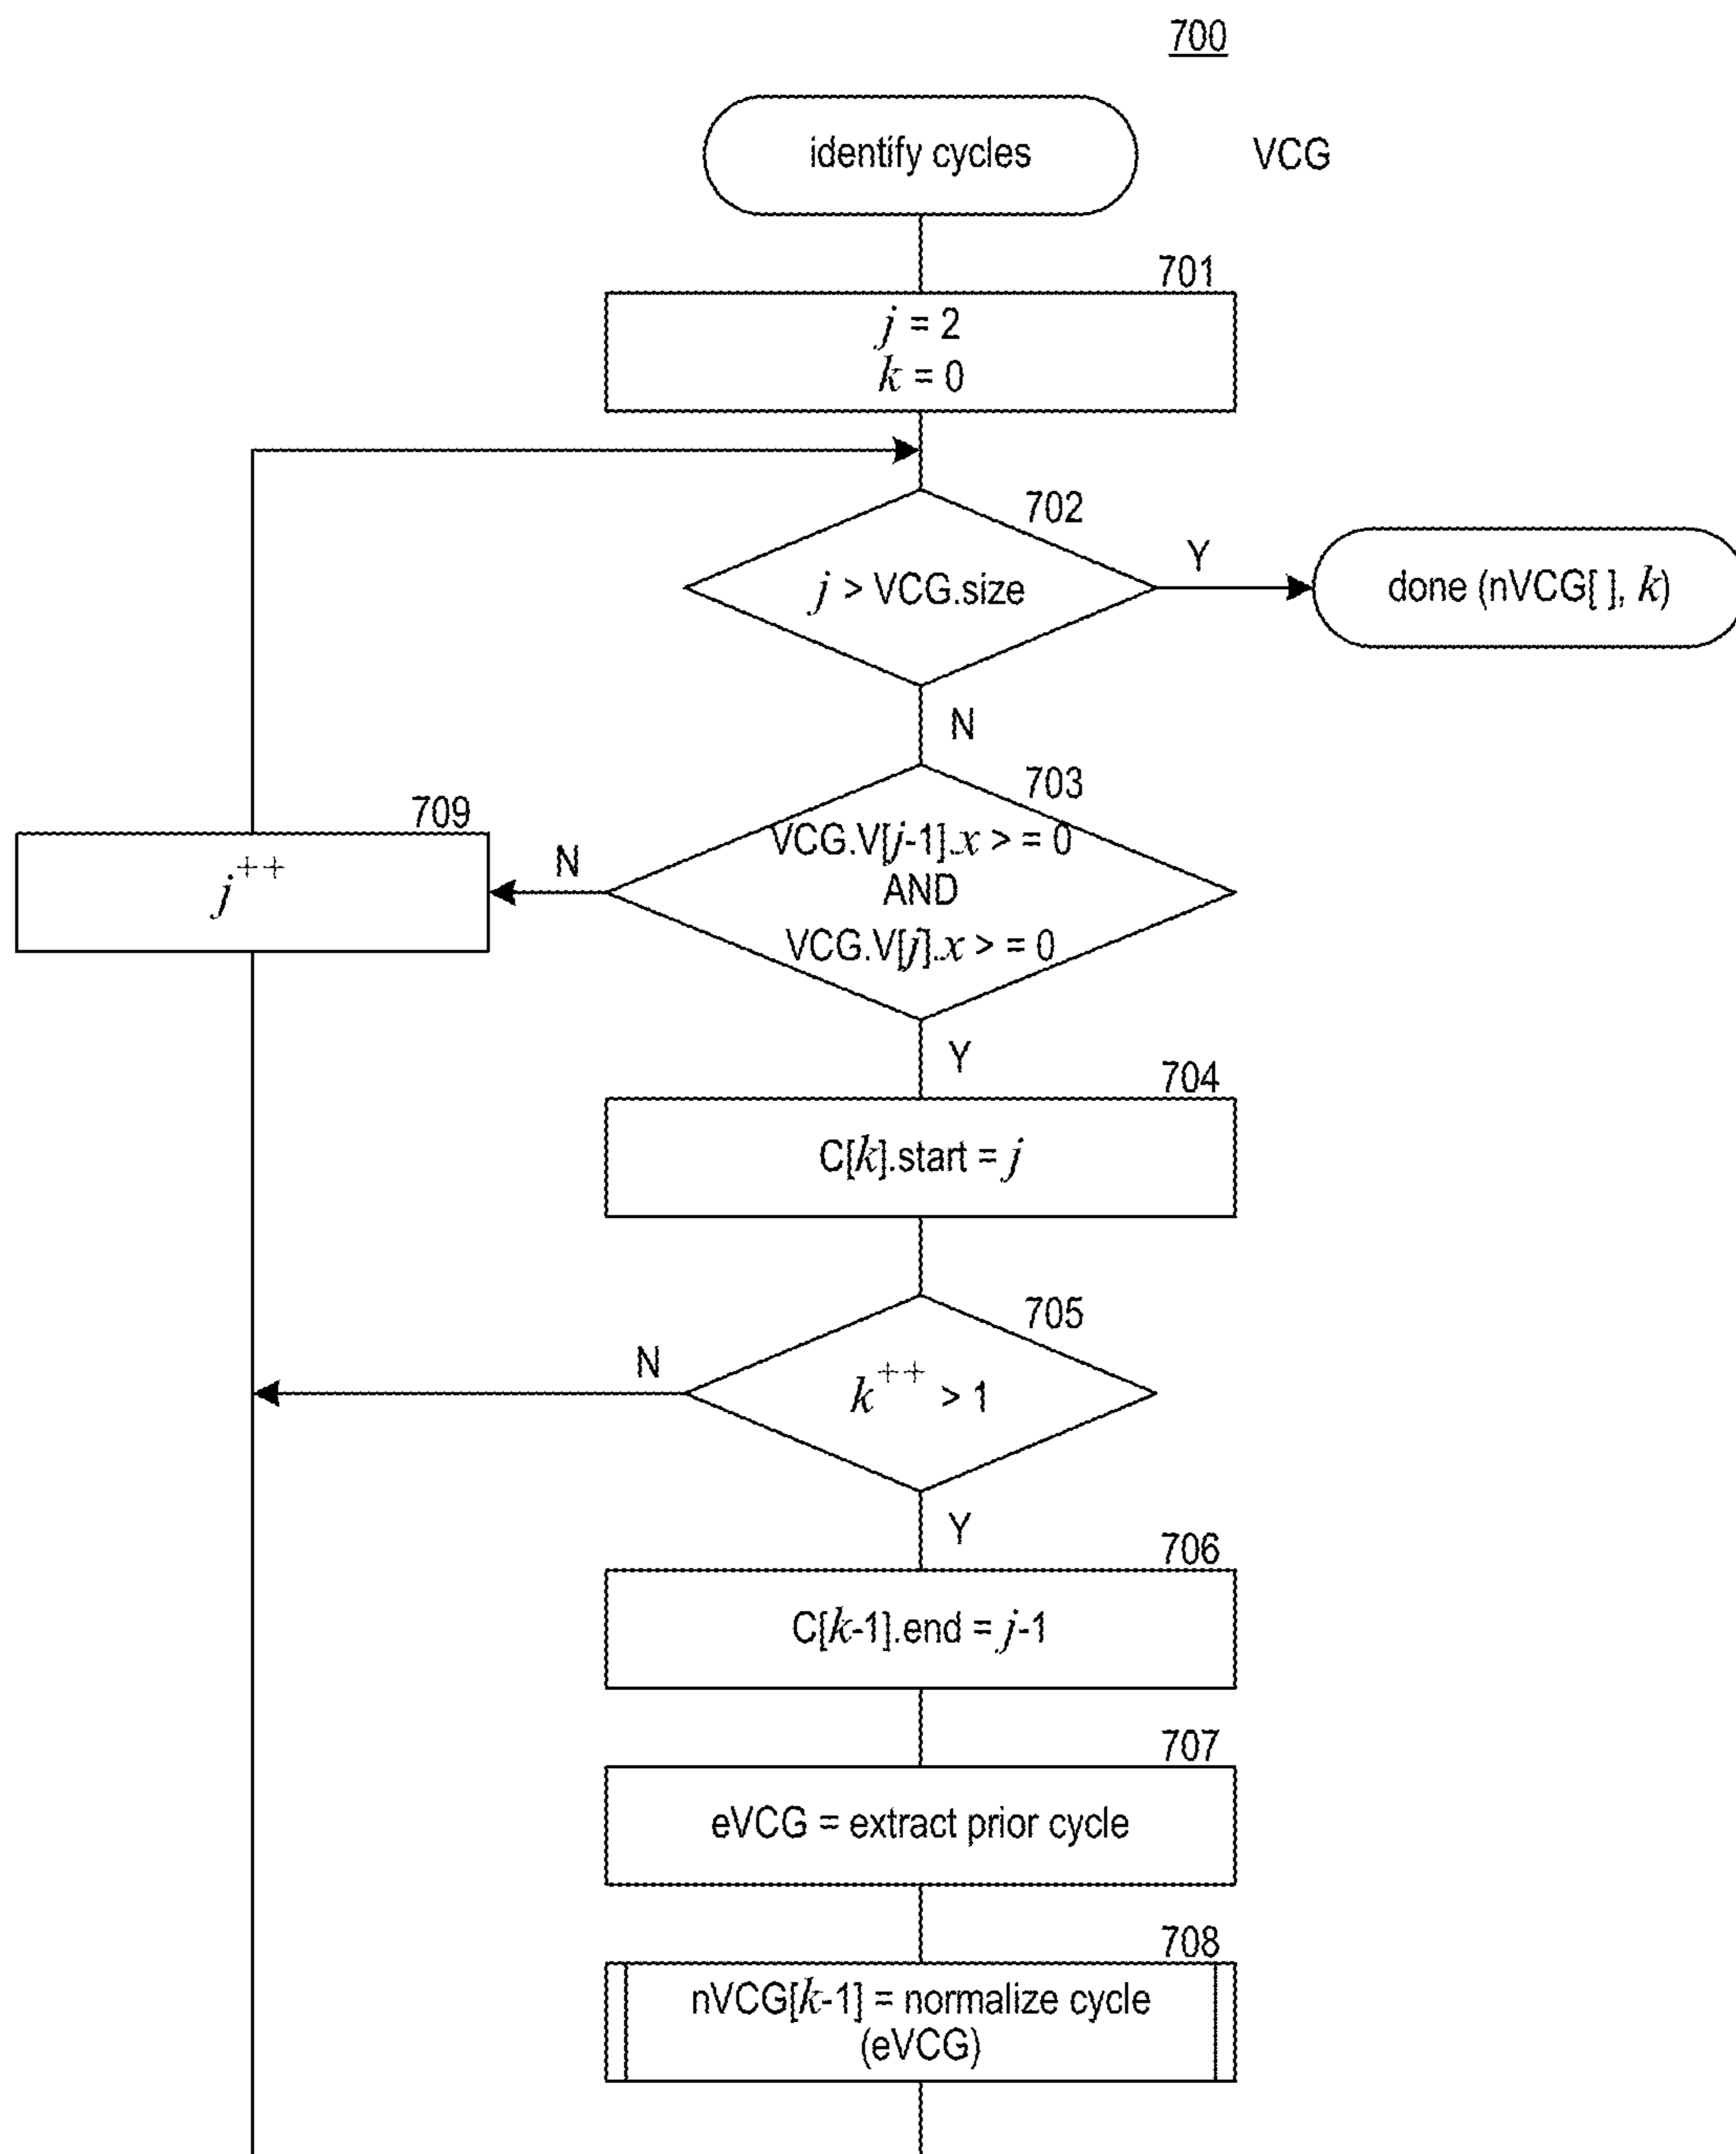 700
identify cycles
VCG
701
j = 2
k = 0
702
j > VCG.size
Y
done (nVCG[ ], k)
N
703
VCG.V[j-1].x > = 0
AND
VCG.V[j].x > = 0
N
709
j++
Y
704
C[k].start = j
705
k++ > 1
N
Y
706
C[k-1].end = j-1
707
eVCG = extract prior cycle
708
nVCG[k-1] = normalize cycle
(eVCG)